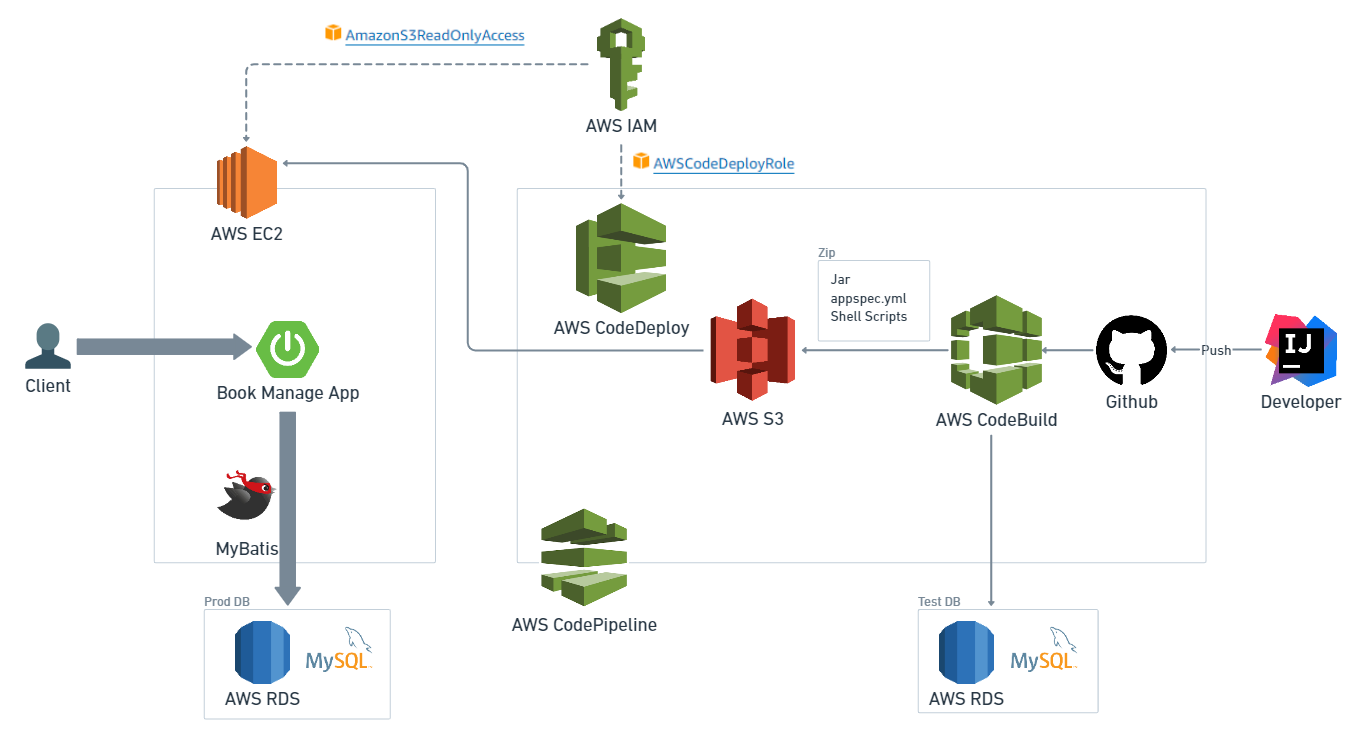 AmazonS3ReadOnlyAccess
AWS IAM
AWSCodeDeployRole
AWS EC2
AWS CodeDeploy
Zip
Jar
appspec.yml
Shell Scripts
IJ
Push
Client
Book Manage App
AWS S3
AWS CodeBuild
Github
Developer
MyBatis
AWS CodePipeline
Prod DB
MySQL
AWS RDS
Test DB
MySQL
AWS RDS